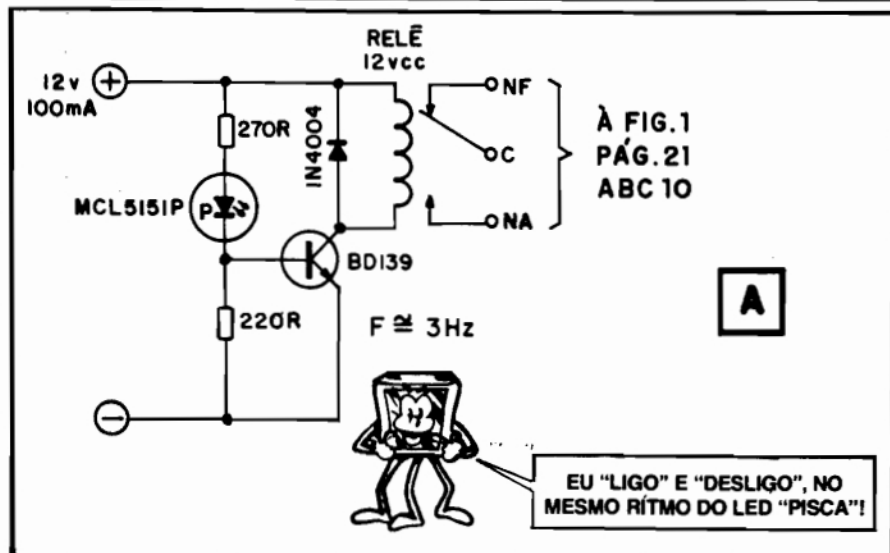 RELÊ
12vcc
12v
100mA
270R
1N4004
MCL5151P
P
BD139
220R
NF
C
NA
À FIG.1
PÁG.21
ABC 10
A
F ≅ 3Hz
EU “LIGO” E “DESLIGO”, NO
MESMO RÍTMO DO LED “PISCA”!